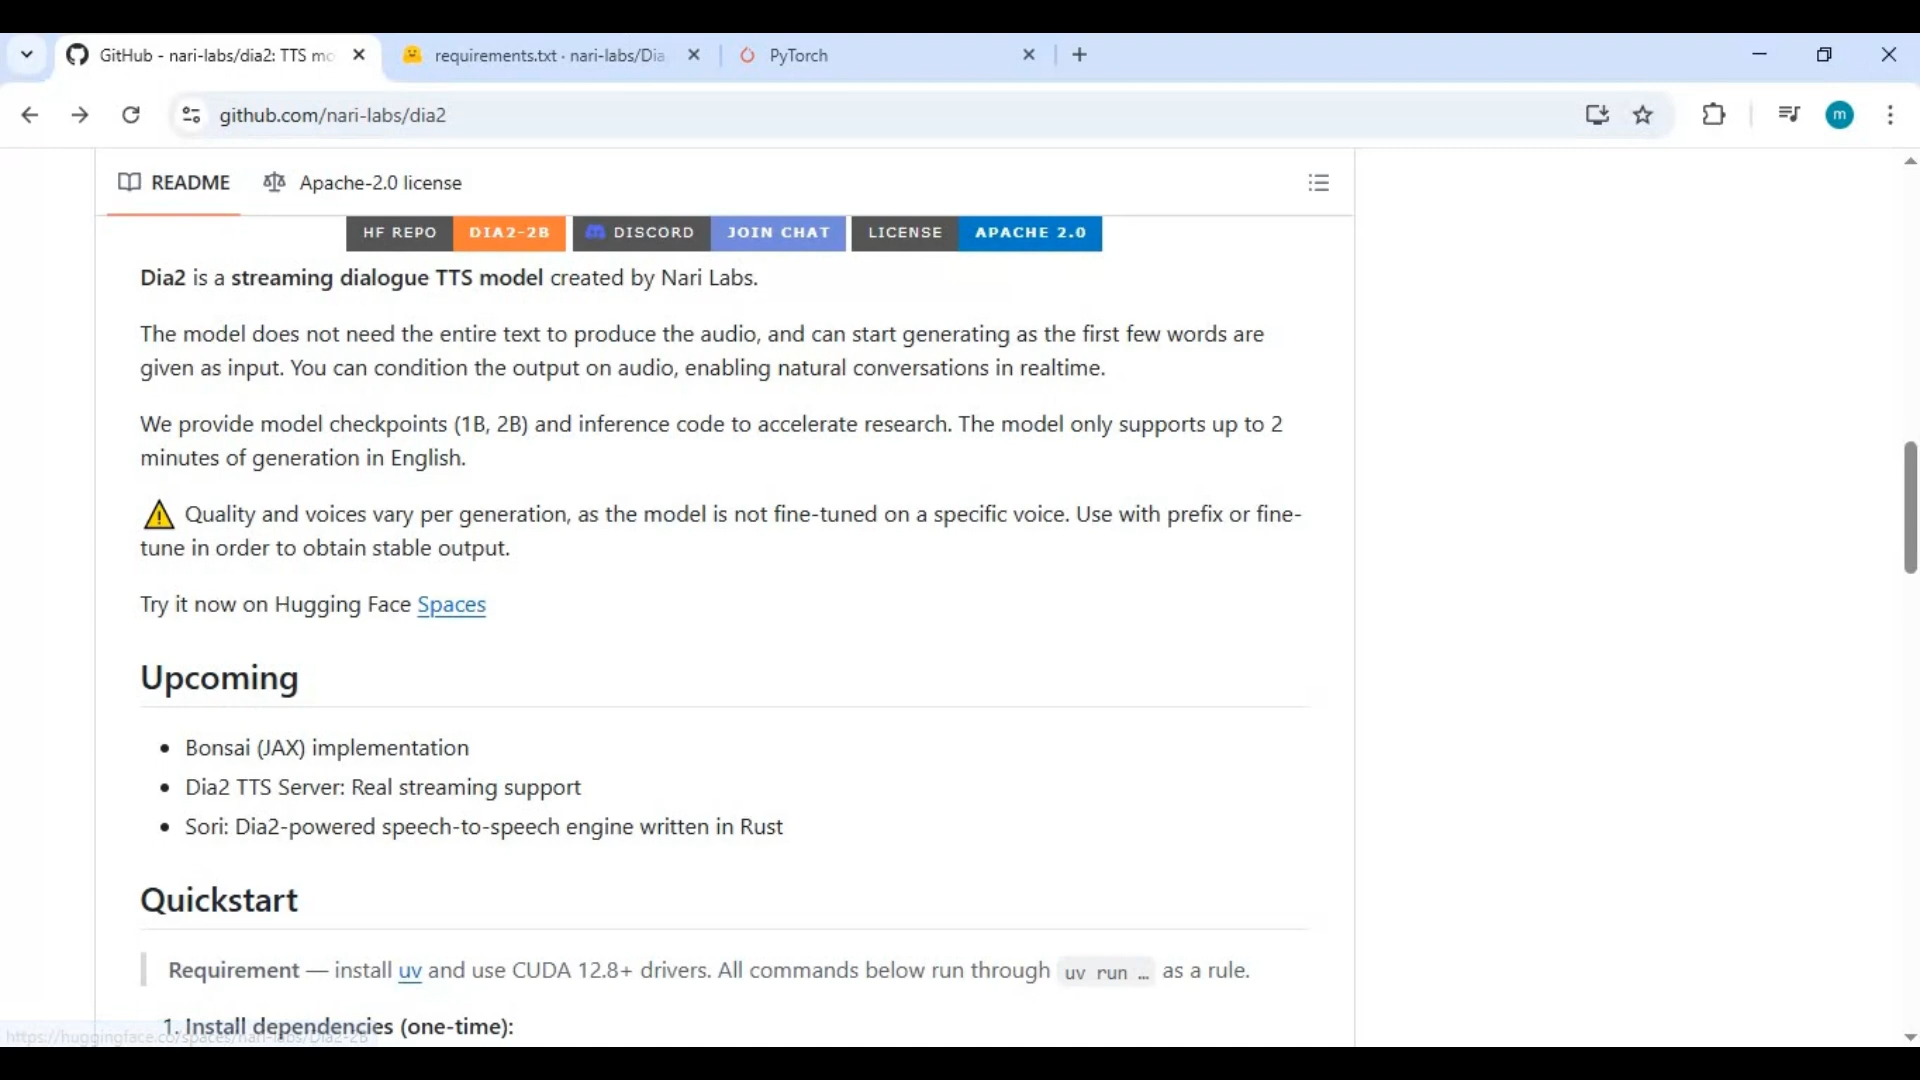 GitHub - nari-labs/dia2: TTS mo
requirements.txt · nari-labs/Dia
PyTorch
github.com/nari-labs/dia2
m
README
Apache-2.0 license
HF REPO DIA2-2B DISCORD JOIN CHAT LICENSE APACHE 2.0
Dia2 is a streaming dialogue TTS model created by Nari Labs.
The model does not need the entire text to produce the audio, and can start generating as the first few words are
given as input. You can condition the output on audio, enabling natural conversations in realtime.
We provide model checkpoints (1B, 2B) and inference code to accelerate research. The model only supports up to 2
minutes of generation in English.
Quality and voices vary per generation, as the model is not fine-tuned on a specific voice. Use with prefix or fine-
tune in order to obtain stable output.
Try it now on Hugging Face Spaces
Upcoming
• Bonsai (JAX) implementation
• Dia2 TTS Server: Real streaming support
• Sori: Dia2-powered speech-to-speech engine written in Rust
Quickstart
Requirement — install uv and use CUDA 12.8+ drivers. All commands below run through uv run … as a rule.
1. Install dependencies (one-time):
https://huggingface.co/spaces/nari-labs/Dia2-2B